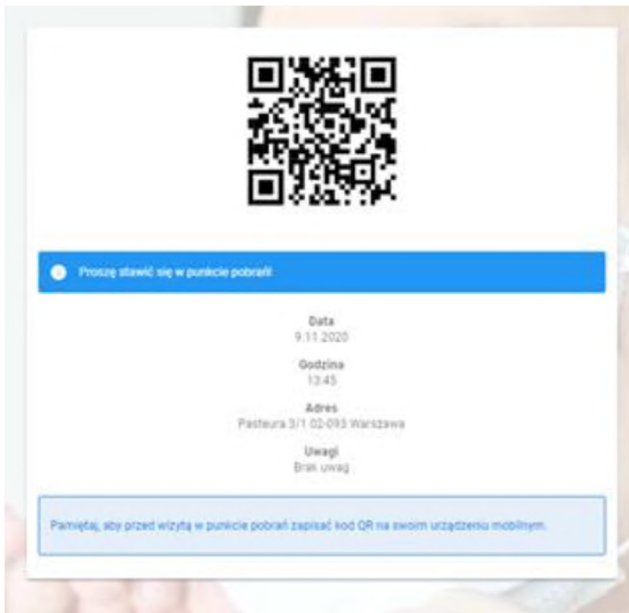 Proszę stawić się w punkcie pobrań!
Data
9.11.2020
Godzina
13:45
Adres
Pasteura 3/1 02-093 Warszawa
Uwagi
Brak uwag
Pamiętaj, aby przed wizytą w punkcie pobrań zapisać kod QR na swoim urządzeniu mobilnym.